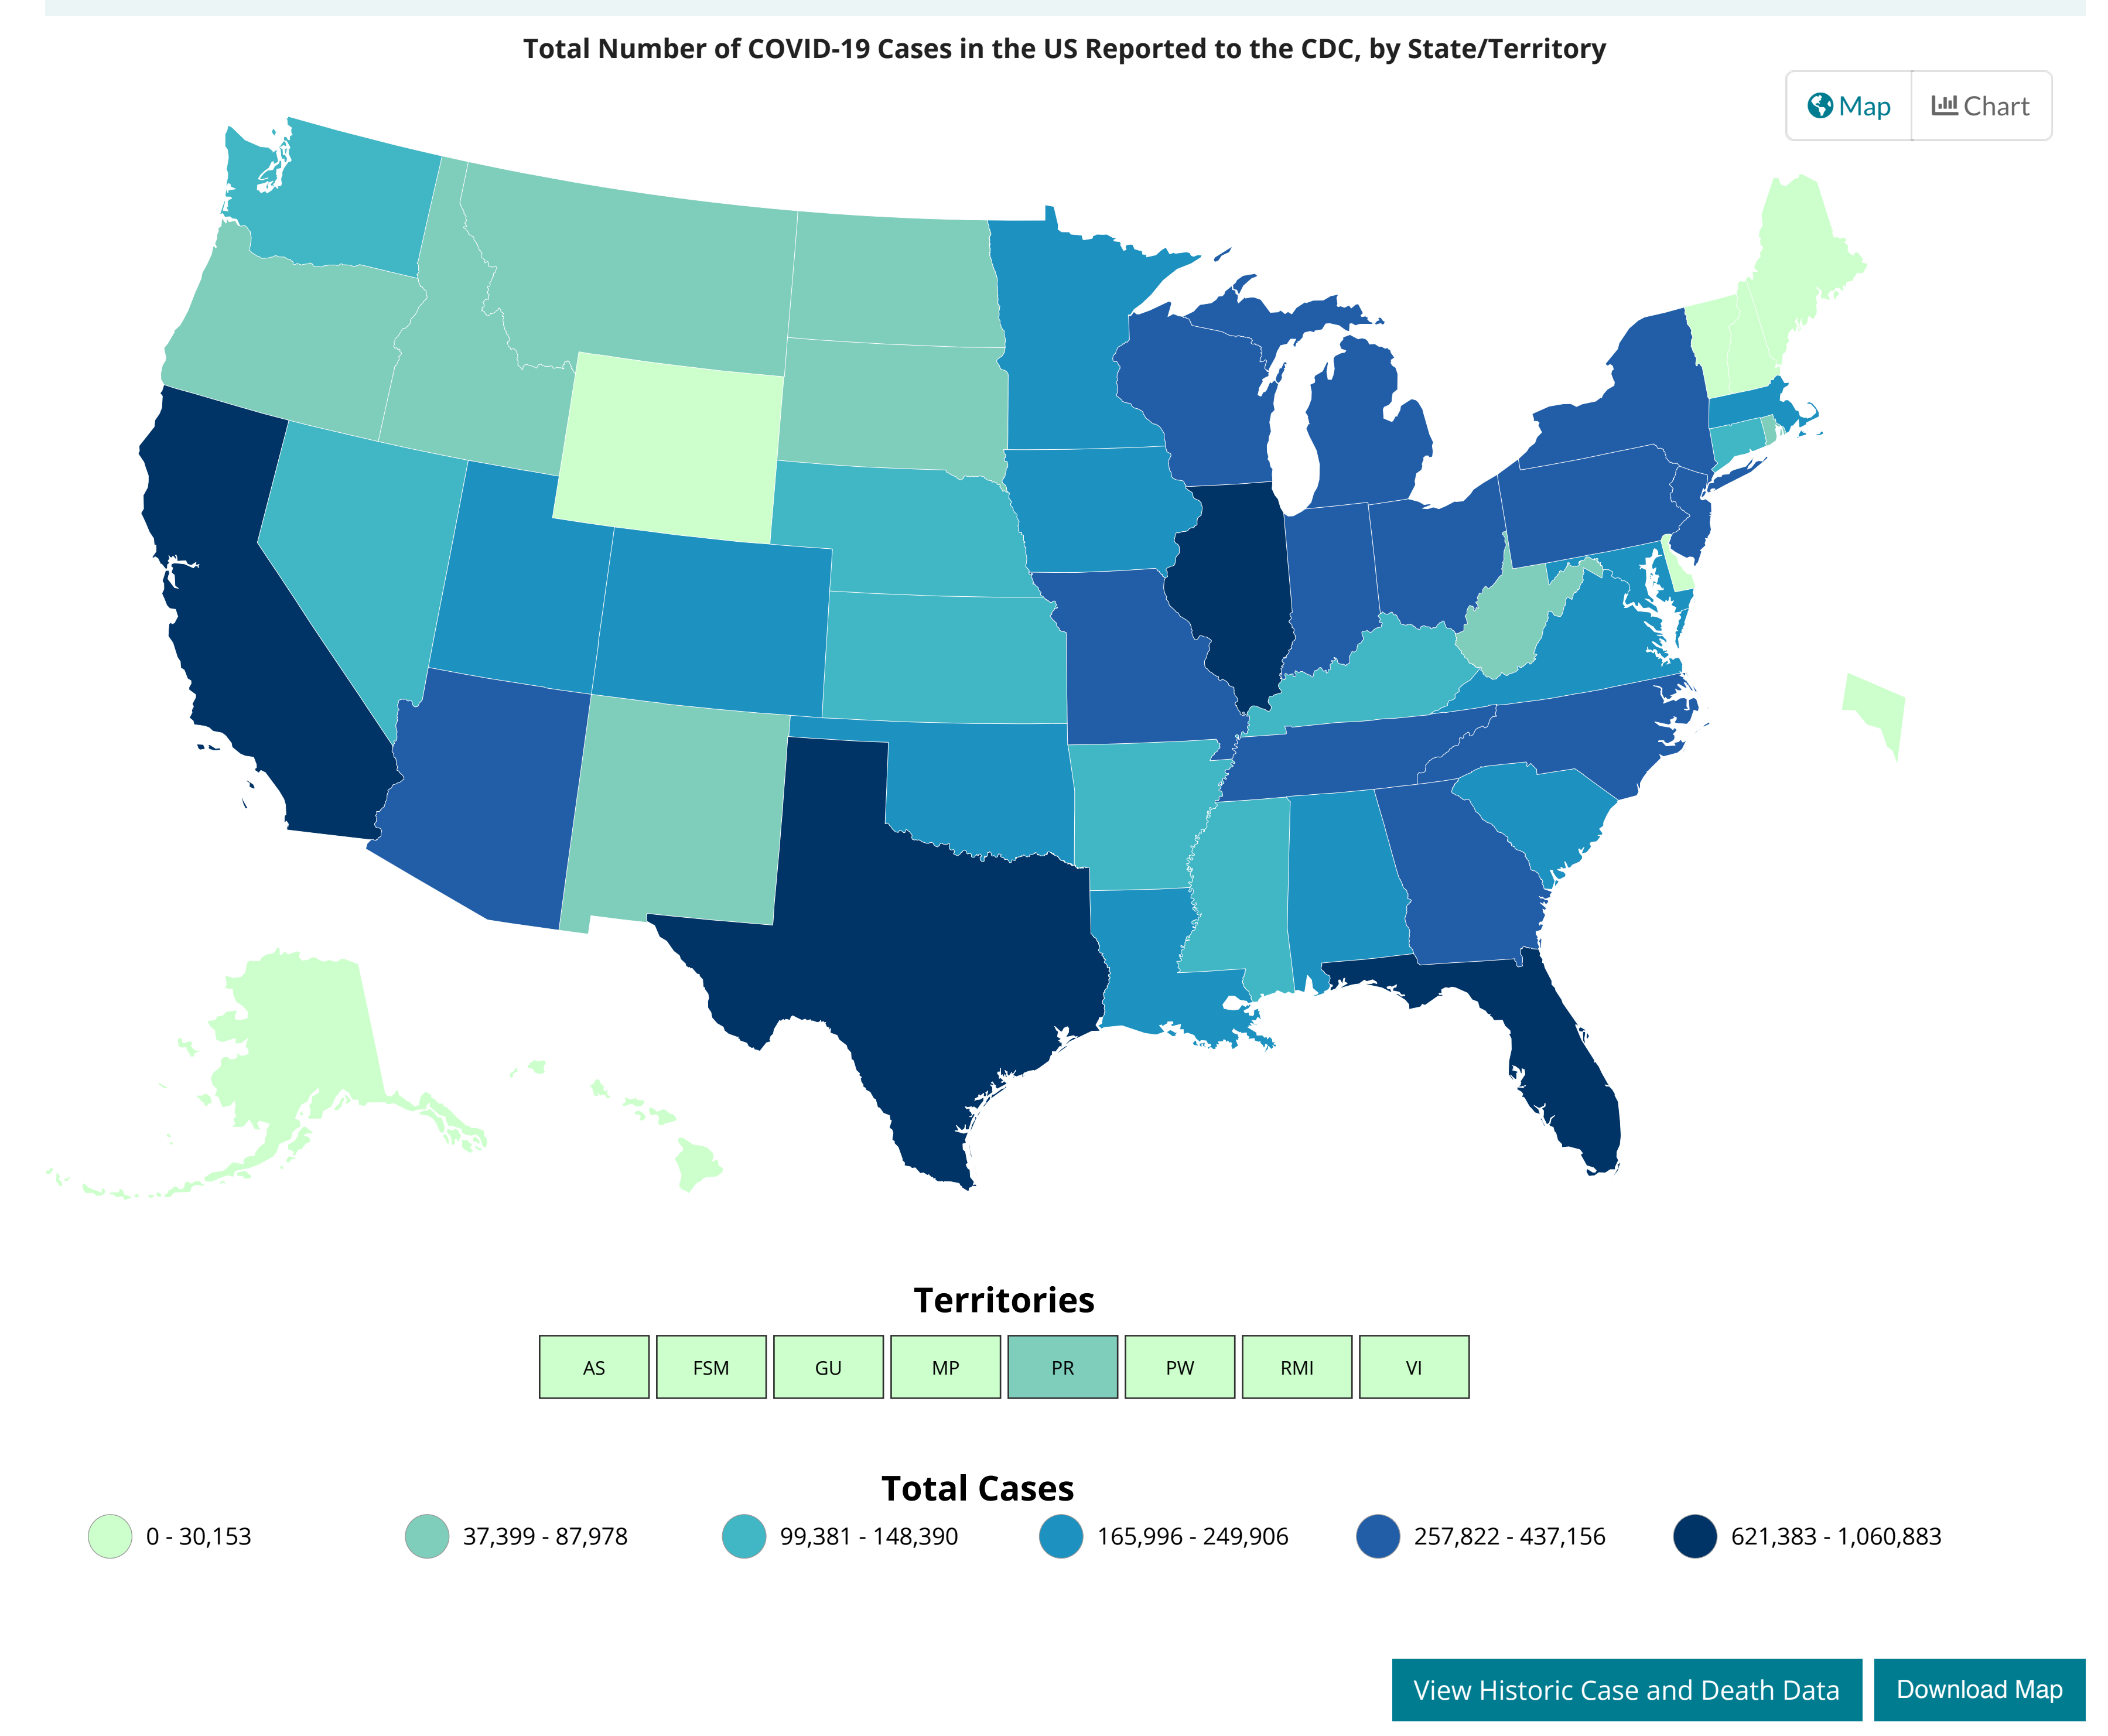 Total Number of COVID-19 Cases in the US Reported to the CDC, by State/Territory
Map
Chart
Territories
AS
FSM
GU
MP
PR
PW
RMI
VI
Total Cases
0 - 30,153
37,399 - 87,978
99,381 - 148,390
165,996 - 249,906
257,822 - 437,156
621,383 - 1,060,883
View Historic Case and Death Data
Download Map